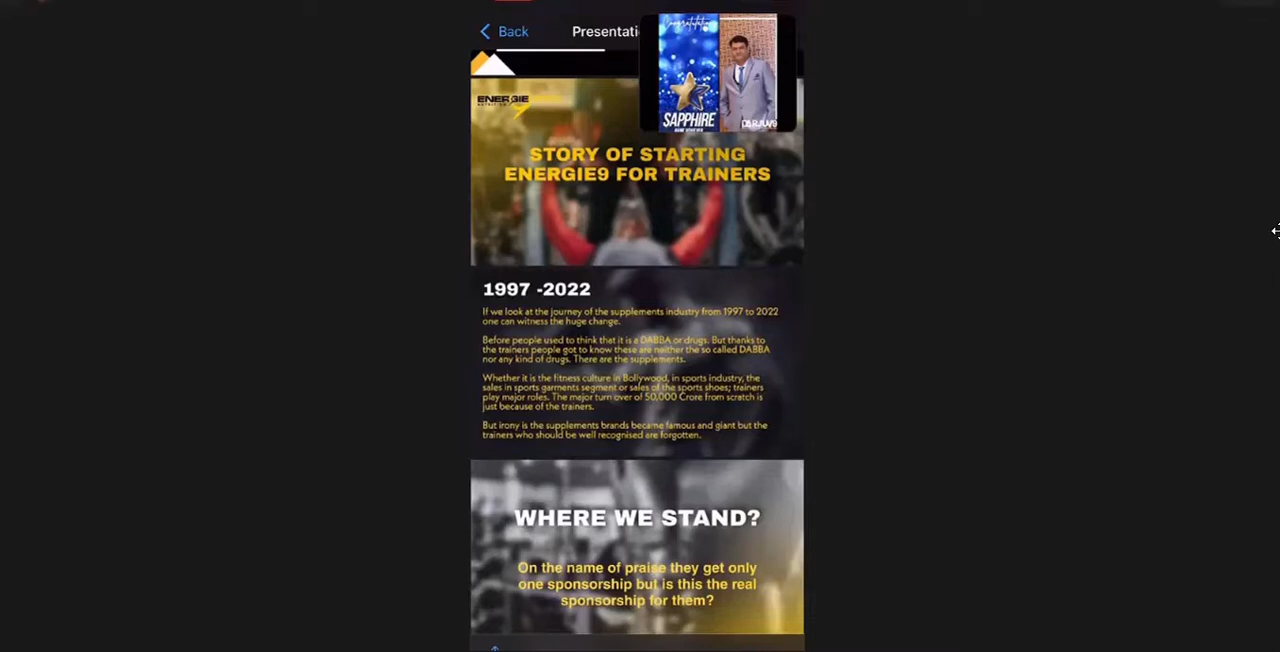 Back
Presentati
Congratulation
SAPPHIRE
ENERGIE
NUTRITION
STORY OF STARTING
ENERGIE9 FOR TRAINERS
1997 -2022
If we look at the journey of the supplements industry from 1997 to 2022
one can witness the huge change.
Before people used to think that it is a DABBA or drugs. But thanks to
the trainers people got to know these are neither the so called DABBA
nor any kind of drugs. There are the supplements.
Whether it is the fitness culture in Bollywood, in sports industry, the
sales in sports garments segment or sales of the sports shoes; trainers
play major roles. The major turn over of 50,000 Crore from scratch is
just because of the trainers.
But irony is the supplements brands became famous and giant but the
trainers who should be well recognised are forgotten.
WHERE WE STAND?
On the name of praise they get only
one sponsorship but is this the real
sponsorship for them?